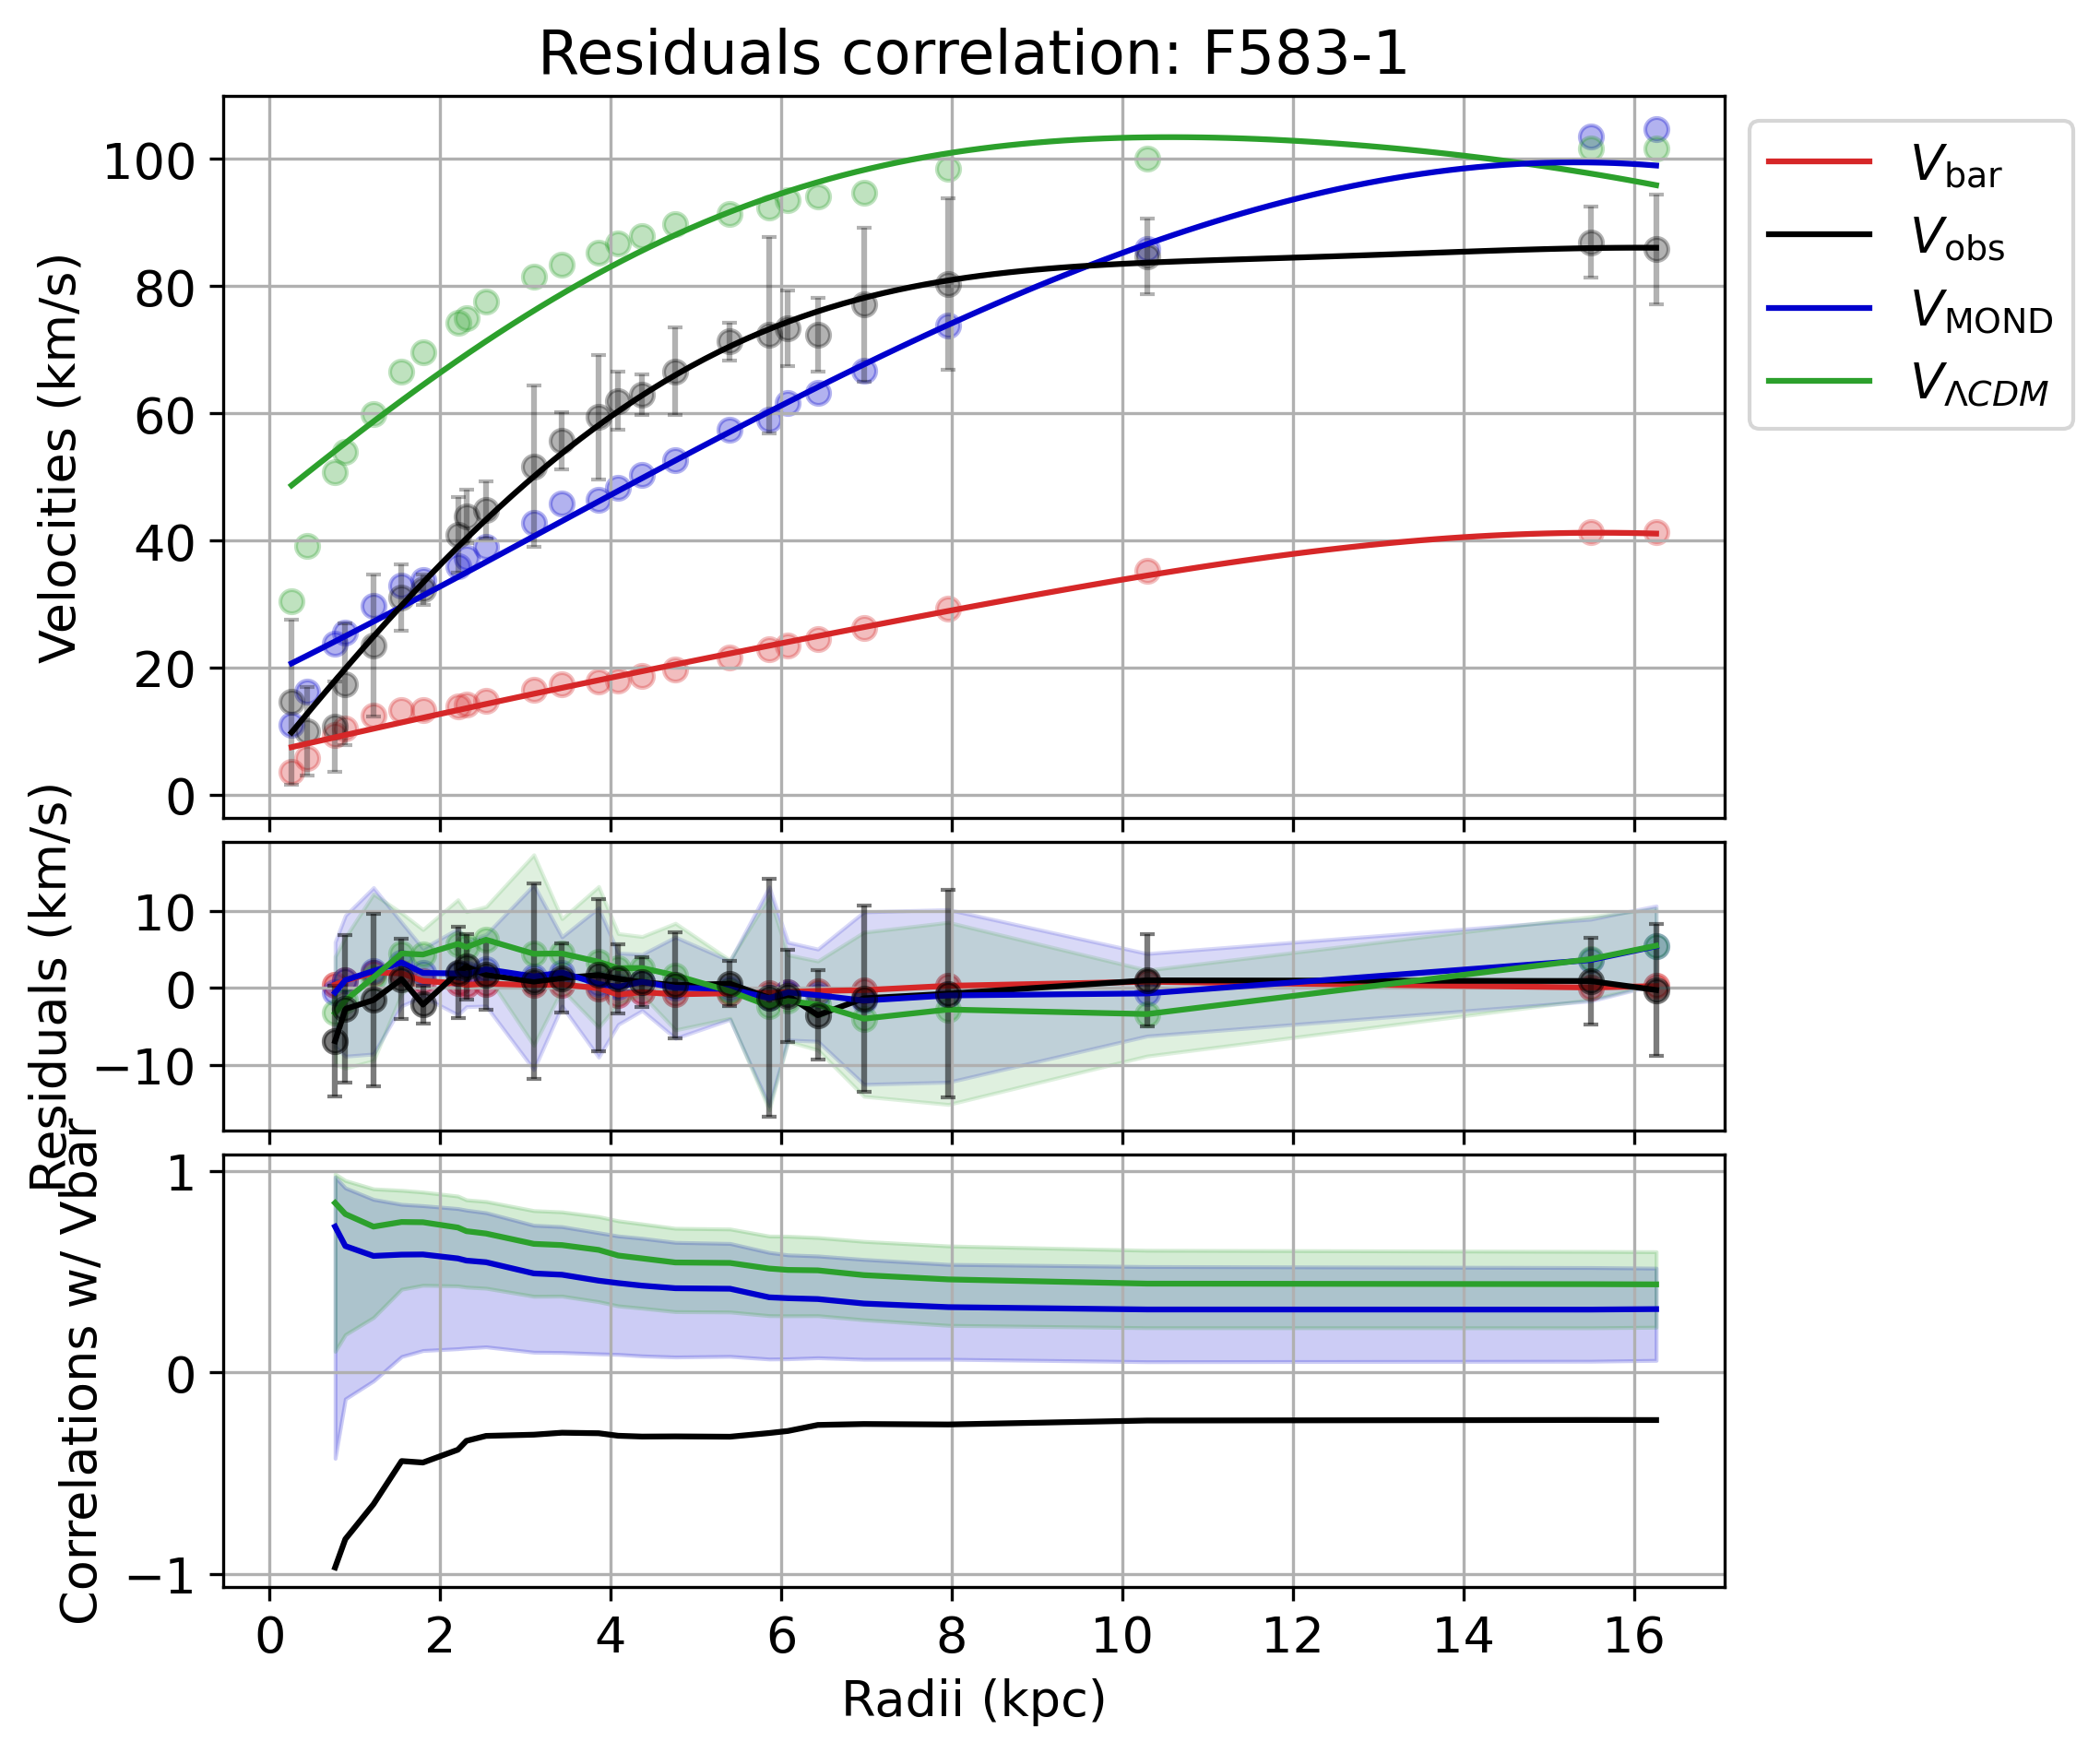 Residuals correlation: F583-1
Velocities (km/s)
100
80
60
40
20
0
V_bar
V_obs
V_MOND
V_ΛCDM
Residuals (km/s)
10
0
−10
Correlations w/ Vbar
1
0
−1
0 2 4 6 8 10 12 14 16
Radii (kpc)